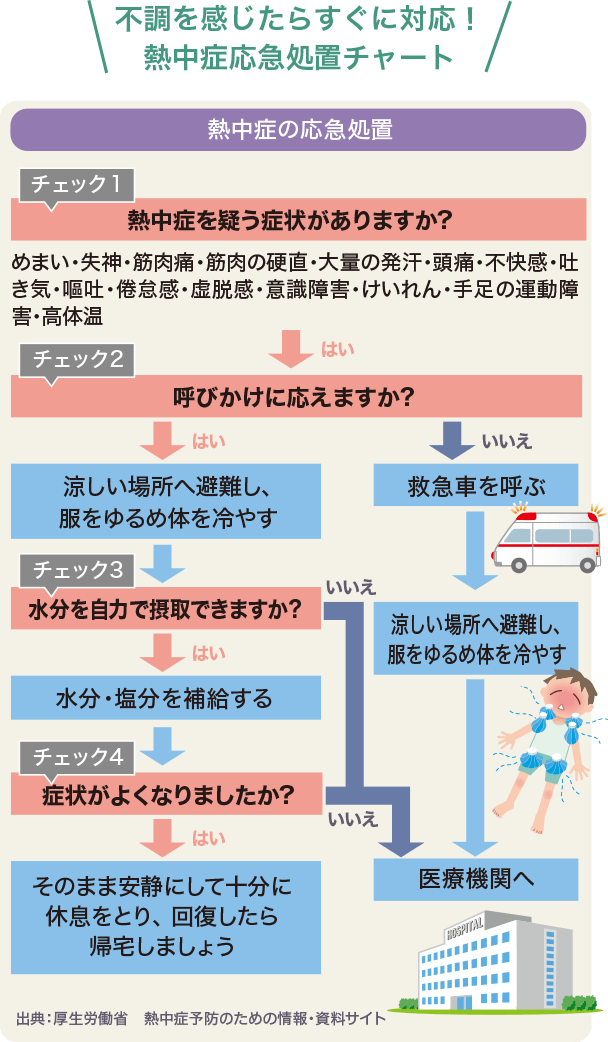 不調を感じたらすぐに対応！
熱中症応急処置チャート
熱中症の応急処置
チェック1
熱中症を疑う症状がありますか？
めまい・失神・筋肉痛・筋肉の硬直・大量の発汗・頭痛・不快感・吐
き気・嘔吐・倦怠感・虚脱感・意識障害・けいれん・手足の運動障
害・高体温
はい
チェック2
呼びかけに応えますか？
はい
いいえ
涼しい場所へ避難し、
服をゆるめ体を冷やす
救急車を呼ぶ
チェック3
水分を自力で摂取できますか？
いいえ
涼しい場所へ避難し、
服をゆるめ体を冷やす
はい
水分・塩分を補給する
チェック4
症状がよくなりましたか？
いいえ
はい
そのまま安静にして十分に
休息をとり、回復したら
帰宅しましょう
医療機関へ
HOSPITAL
出典：厚生労働省　熱中症予防のための情報・資料サイト